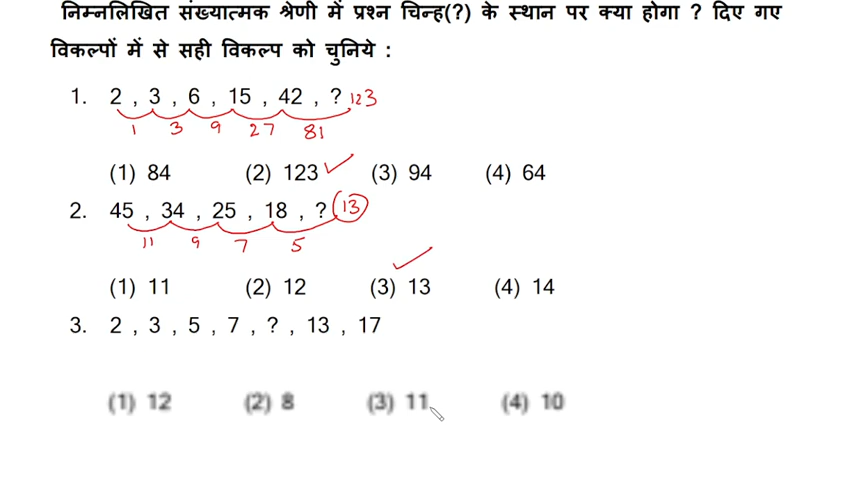 निम्नलिखित संख्यात्मक श्रेणी में प्रश्न चिन्ह(?) के स्थान पर क्या होगा ? दिए गए
विकल्पों में से सही विकल्प को चुनिये :
1. 2 , 3 , 6 , 15 , 42 , ? 123
1 3 9 27 81
(1) 84 (2) 123 (3) 94 (4) 64
2. 45 , 34 , 25 , 18 , ? 13
11 9 7 5
(1) 11 (2) 12 (3) 13 (4) 14
3. 2 , 3 , 5 , 7 , ? , 13 , 17
(1) 12 (2) 8 (3) 11 (4) 10